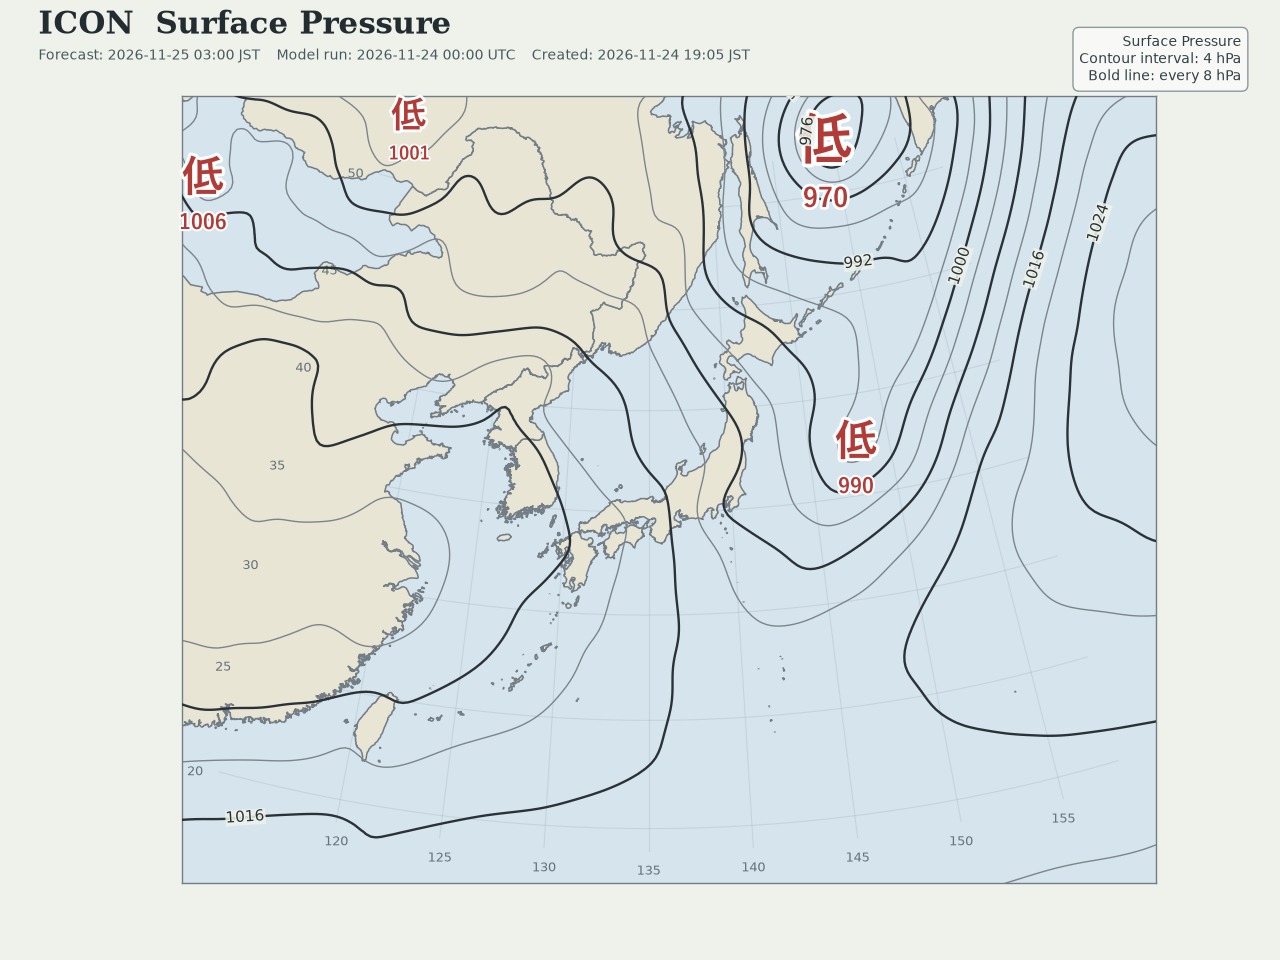 ICON  Surface Pressure
Forecast: 2026-11-25 03:00 JST    Model run: 2026-11-24 00:00 UTC    Created: 2026-11-24 19:05 JST
Surface Pressure
Contour interval: 4 hPa
Bold line: every 8 hPa
低
1001
低
1006
976
低
970
50
45
40
35
30
25
20
992
1000
1016
1024
低
990
1016
120
125
130
135
140
145
150
155